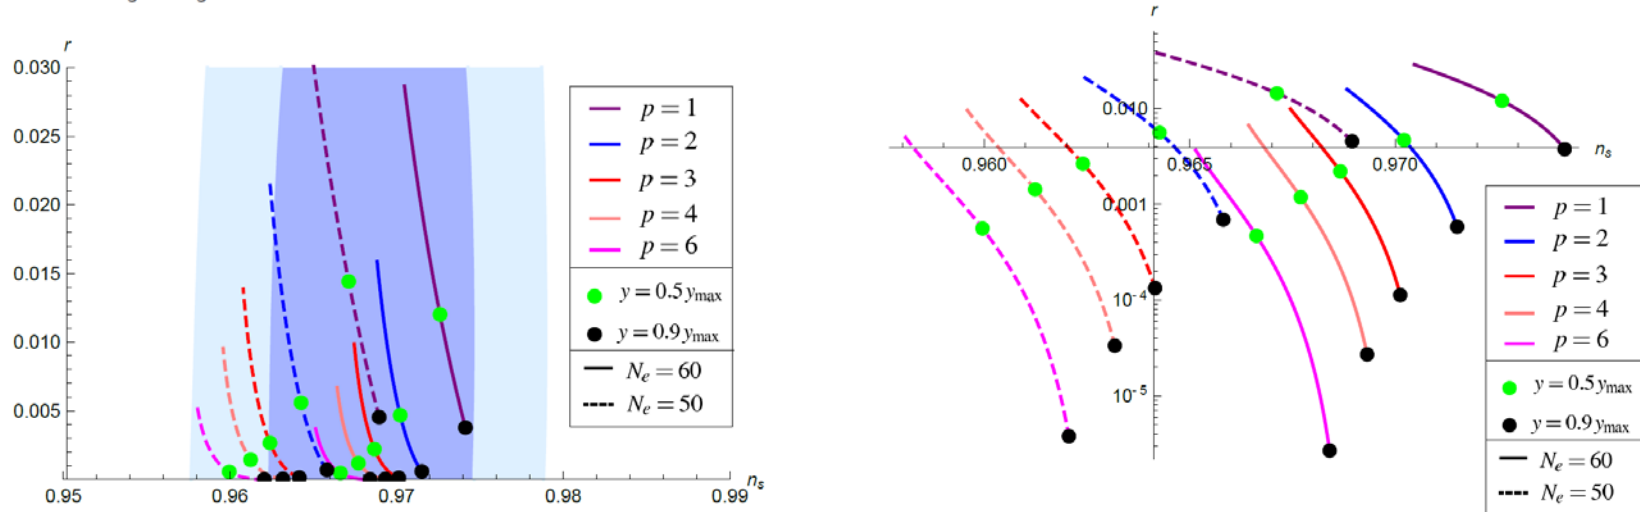 r
0.030
0.025
0.020
0.015
0.010
0.005
0.95
0.96
0.97
0.98
0.99
n_s
p = 1
p = 2
p = 3
p = 4
p = 6
y = 0.5 y_max
y = 0.9 y_max
N_e = 60
N_e = 50
r
0.010
0.001
10^-4
10^-5
0.960
0.965
0.970
n_s
p = 1
p = 2
p = 3
p = 4
p = 6
y = 0.5 y_max
y = 0.9 y_max
N_e = 60
N_e = 50